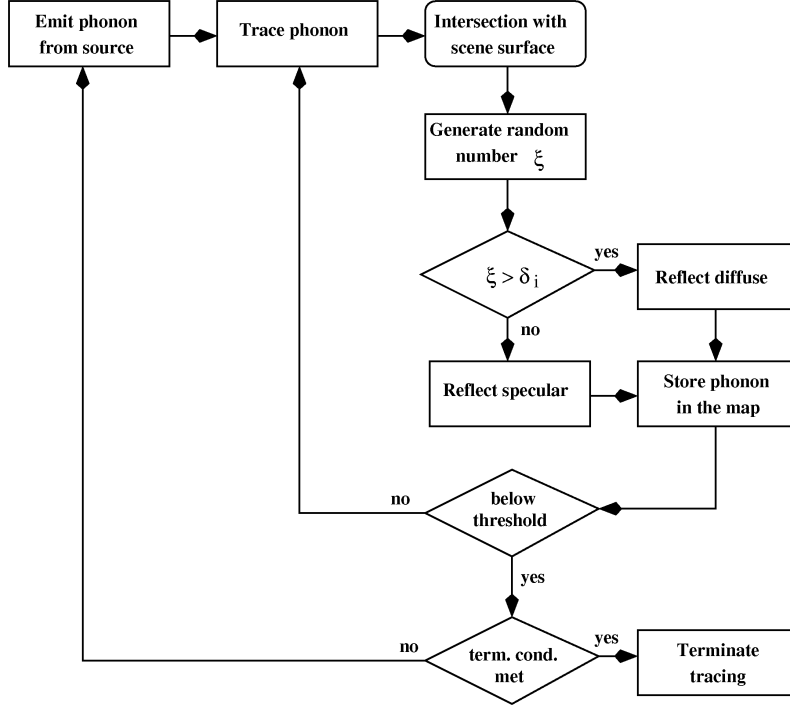 Emit phonon
from source
Trace phonon
Intersection with
scene surface
Generate random
number ξ
ξ > δ i
yes
Reflect diffuse
no
Reflect specular
Store phonon
in the map
below
threshold
no
yes
term. cond.
met
no
yes
Terminate
tracing